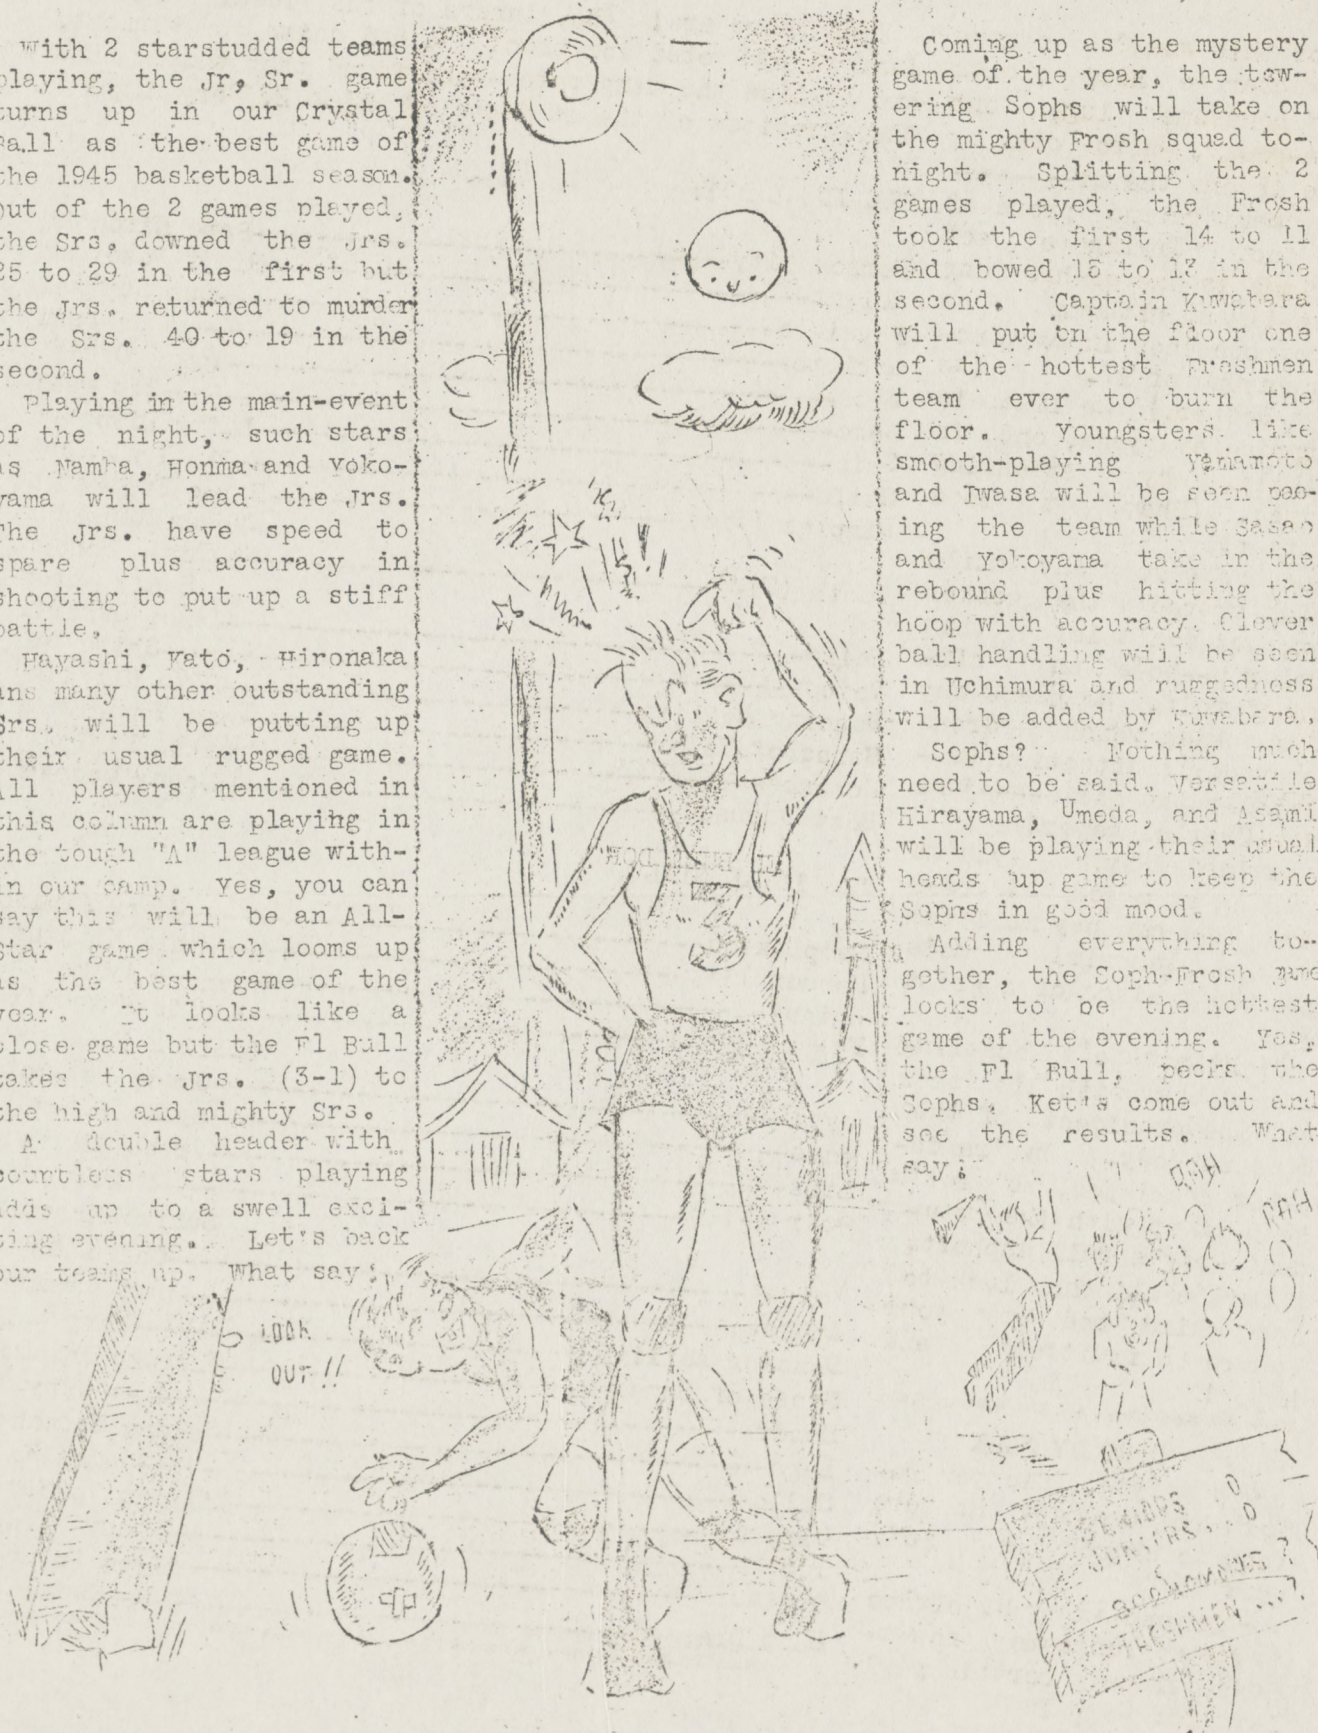 with 2 starstudded teams
playing, the Jr, Sr. game
turns up in our Crystal
Ball as the best game of
the 1945 basketball season.
out of the 2 games played,
the Srs. downed the Jrs.
35 to 29 in the first but
the Jrs. returned to murder
the Srs. 40 to 19 in the
second.
Playing in the main-event
of the night, such stars
as Namba, Honma and Yoko-
yama will lead the Jrs.
The Jrs. have speed to
spare plus accuracy in
shooting to put up a stiff
battle.
Hayashi, Kato, Hironaka
ans many other outstanding
Srs. will be putting up
their usual rugged game.
All players mentioned in
this column are playing in
the tough "A" league with-
in our camp. Yes, you can
say this will be an All-
Star game which looms up
as the best game of the
year. It looks like a
close game but the El Bull
takes the Jrs. (3-1) to
the high and mighty Srs.
A double header with
countless stars playing
adds up to a swell exci-
ting evening. Let's back
our teams up. What say;
Coming up as the mystery
game of the year, the tow-
ering Sophs will take on
the mighty Frosh squad to-
night. Splitting the 2
games played, the Frosh
took the first 14 to 11
and bowed 15 to 13 in the
second. Captain Kuwabara
will put on the floor one
of the hottest Freshmen
team ever to burn the
floor. Youngsters like
smooth-playing Yamamoto
and Iwasa will be seen pac-
ing the team while Sasao
and Yokoyama take in the
rebound plus hitting the
hoop with accuracy. Clever
ball handling will be seen
in Uchimura and ruggedness
will be added by Kuwabara.
Sophs? Nothing much
need to be said. Versatile
Hirayama, Umeda, and Asami
will be playing their usual
heads up game to keep the
Sophs in good mood.
Adding everything to-
gether, the Soph-Frosh game
looks to be the hottest
game of the evening. Yes,
the El Bull, pecks the
Sophs. Ket's come out and
see the results. What
say;
3
RAH
RAH
LOOK
OUT!!
SENIORS 0
JUNIORS... 0
SOPHOMORES ?
FRESHMEN ...?